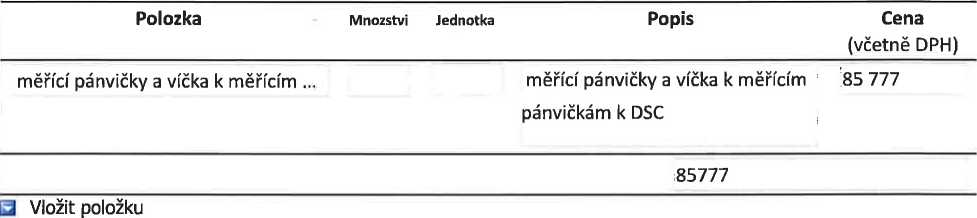 Polozka Mnozstvi Jednotka Popis Cena
(včetně DPH)
měřící pánvičky a víčka k měřícím ... měřící pánvičky a víčka k měřícím 85 777
pánvičkám k DSC
85777
Vložit položku